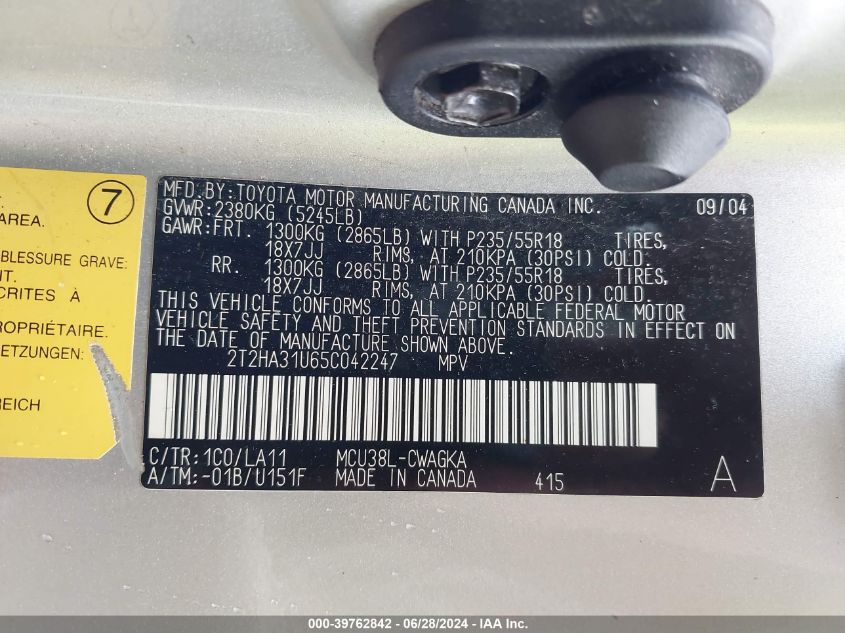 7
AREA.
BLESSURE GRAVE:
NT.
CRITES À
PROPRIÉTAIRE.
ETZUNGEN:
REICH
MFD. BY: TOYOTA MOTOR MANUFACTURING CANADA INC. 09/04
GVWR: 2380KG (5245LB)
GAWR: FRT. 1300KG (2865LB) WITH P235/55R18 TIRES,
18X7JJ RIMS, AT 210KPA (30PSI) COLD.
RR. 1300KG (2865LB) WITH P235/55R18 TIRES,
18X7JJ RIMS, AT 210KPA (30PSI) COLD.
THIS VEHICLE CONFORMS TO ALL APPLICABLE FEDERAL MOTOR
VEHICLE SAFETY AND THEFT PREVENTION STANDARDS IN EFFECT ON
THE DATE OF MANUFACTURE SHOWN ABOVE.
2T2HA31U65C042247 MPV
C/TR: 1C0/LA11 MCU38L-CWAGKA
A/TM: -01B/U151F MADE IN CANADA 415 A
000-39762842 / 06/28/2024 - IAA Inc.